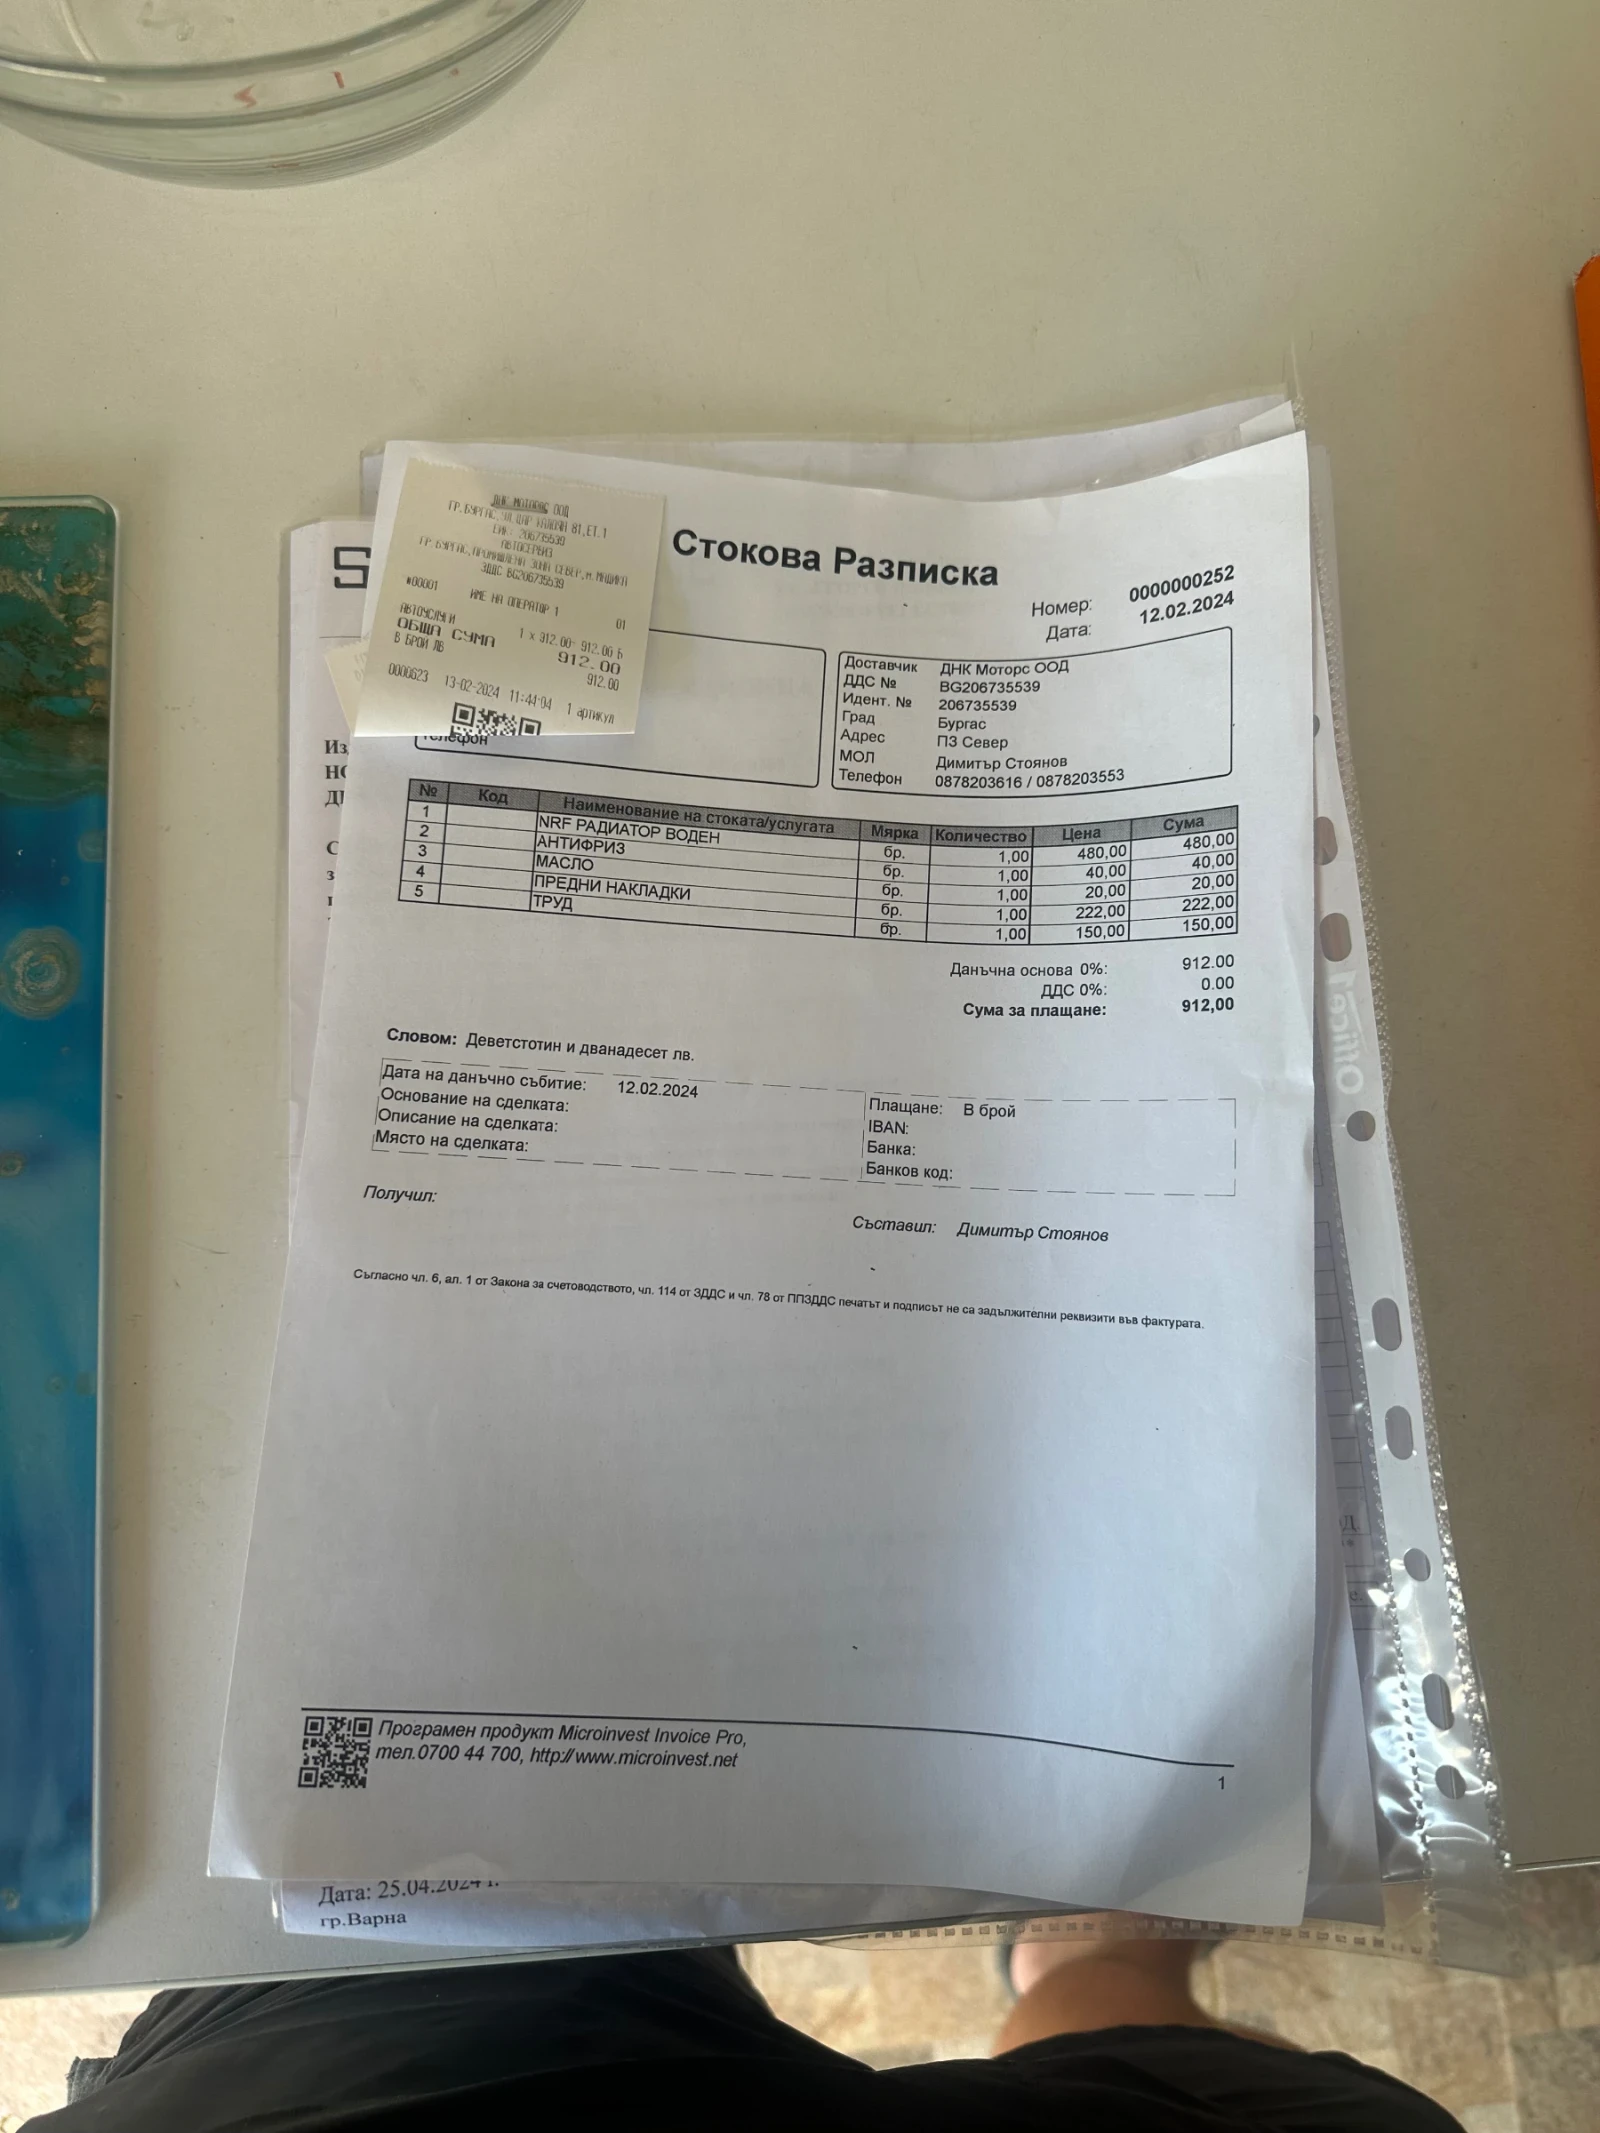 ДНК МОТОРС ООД
ГР.БУРГАС, УЛ.ЦАР КАЛОЯН 81,ЕТ.1
ЕИК: 206735539
АВТОСЕРВИЗ
ГР.БУРГАС,ПРОМИШЛЕНА ЗОНА СЕВЕР,М.МАШИКА
ЗДДС BG206735539
#00001 ИМЕ НА ОПЕРАТОР 1 01
АВТОУСЛУГИ 1 x 912.00 912.00 Б
ОБЩА СУМА 912.00
В БРОЙ ЛВ 912.00
0000623 13-02-2024 11:44:04 1 артикул
Стокова Разписка
Номер: 0000000252
Дата: 12.02.2024
Телефон
Доставчик ДНК Моторс ООД
ДДС № BG206735539
Идент. № 206735539
Град Бургас
Адрес ПЗ Север
МОЛ Димитър Стоянов
Телефон 0878203616 / 0878203553
№ Код Наименование на стоката/услугата Мярка Количество Цена Сума
1 NRF РАДИАТОР ВОДЕН бр. 1,00 480,00 480,00
2 АНТИФРИЗ бр. 1,00 40,00 40,00
3 МАСЛО бр. 1,00 20,00 20,00
4 ПРЕДНИ НАКЛАДКИ бр. 1,00 222,00 222,00
5 ТРУД бр. 1,00 150,00 150,00
Данъчна основа 0%: 912.00
ДДС 0%: 0.00
Сума за плащане: 912,00
Словом: Деветстотин и дванадесет лв.
Дата на данъчно събитие: 12.02.2024
Основание на сделката:
Описание на сделката:
Място на сделката:
Плащане: В брой
IBAN:
Банка:
Банков код:
Получил:
Съставил: Димитър Стоянов
Съгласно чл. 6, ал. 1 от Закона за счетоводството, чл. 114 от ЗДДС и чл. 78 от ППЗДДС печатът и подписът не са задължителни реквизити във фактурата.
Програмен продукт Microinvest Invoice Pro,
тел.0700 44 700, http://www.microinvest.net
1
Дата: 25.04.2024 г.
гр.Варна